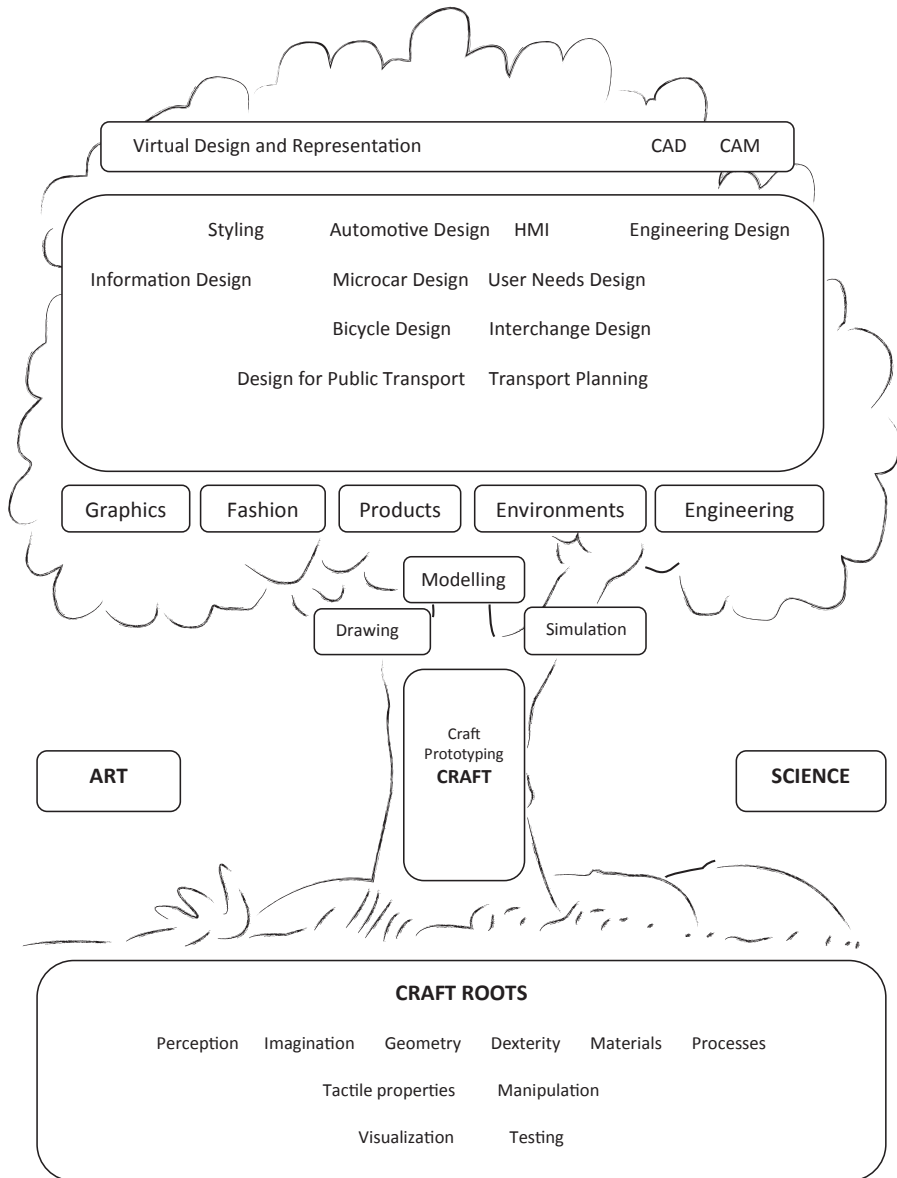 Virtual Design and Representation CAD CAM
Styling Automotive Design HMI Engineering Design
Information Design Microcar Design User Needs Design
Bicycle Design Interchange Design
Design for Public Transport Transport Planning
Graphics Fashion Products Environments Engineering
Modelling
Drawing Simulation
Craft
Prototyping
CRAFT
ART SCIENCE
CRAFT ROOTS
Perception Imagination Geometry Dexterity Materials Processes
Tactile properties Manipulation
Visualization Testing